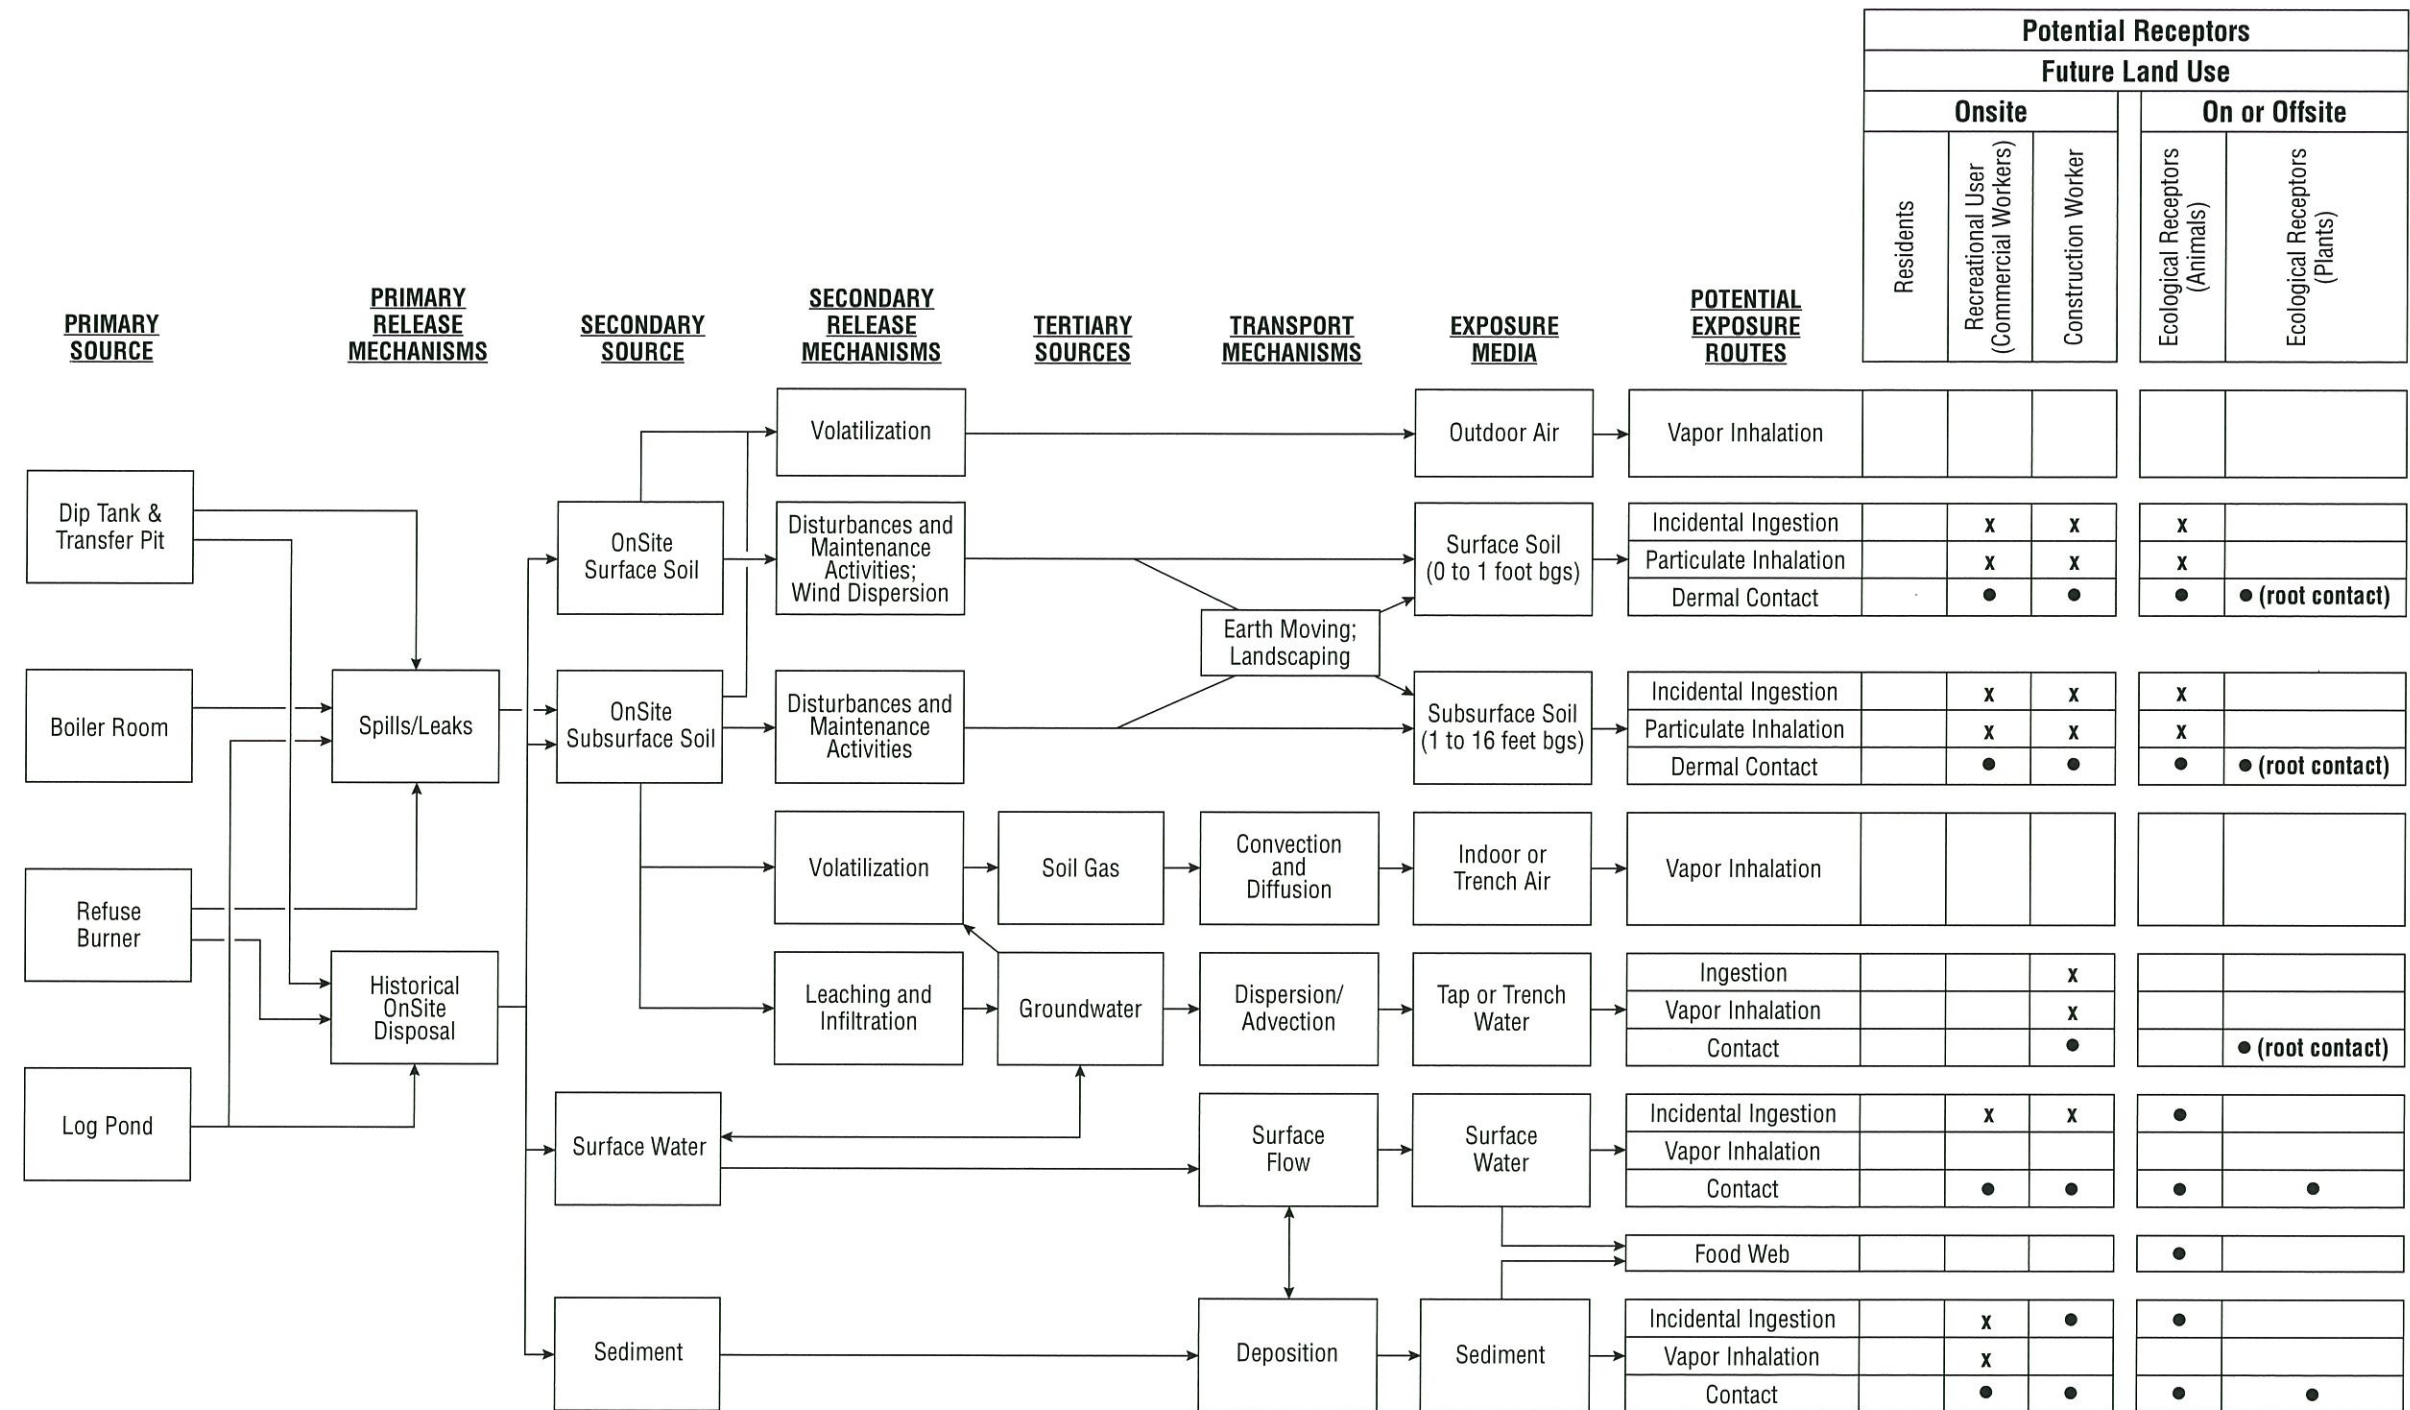 Potential Receptors
Future Land Use
Onsite
On or Offsite
Residents
Recreational User
(Commercial Workers)
Construction Worker
Ecological Receptors
(Animals)
Ecological Receptors
(Plants)
PRIMARY
SOURCE
PRIMARY
RELEASE
MECHANISMS
SECONDARY
SOURCE
SECONDARY
RELEASE
MECHANISMS
TERTIARY
SOURCES
TRANSPORT
MECHANISMS
EXPOSURE
MEDIA
POTENTIAL
EXPOSURE
ROUTES
Dip Tank &
Transfer Pit
Boiler Room
Refuse
Burner
Log Pond
Spills/Leaks
Historical
OnSite
Disposal
OnSite
Surface Soil
OnSite
Subsurface Soil
Surface Water
Sediment
Volatilization
Disturbances and
Maintenance
Activities;
Wind Dispersion
Disturbances and
Maintenance
Activities
Volatilization
Leaching and
Infiltration
Soil Gas
Groundwater
Earth Moving;
Landscaping
Convection
and
Diffusion
Dispersion/
Advection
Surface
Flow
Deposition
Outdoor Air
Surface Soil
(0 to 1 foot bgs)
Subsurface Soil
(1 to 16 feet bgs)
Indoor or
Trench Air
Tap or Trench
Water
Surface
Water
Sediment
Vapor Inhalation
Incidental Ingestion x x x
Particulate Inhalation x x x
Dermal Contact ● ● ● ● (root contact)
Incidental Ingestion x x x
Particulate Inhalation x x x
Dermal Contact ● ● ● ● (root contact)
Vapor Inhalation
Ingestion x
Vapor Inhalation x
Contact ● ● (root contact)
Incidental Ingestion x x ●
Vapor Inhalation
Contact ● ● ● ●
Food Web ●
Incidental Ingestion x ● ●
Vapor Inhalation x
Contact ● ● ● ●